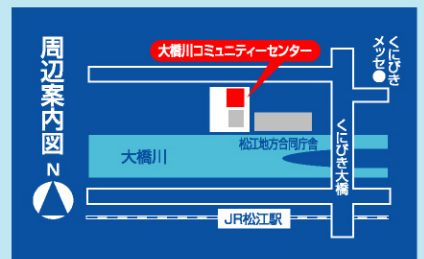 周辺案内図
N
大橋川コミュニティーセンター
くにびき
メッセ
松江地方合同庁舎
大橋川
くにびき大橋
JR松江駅